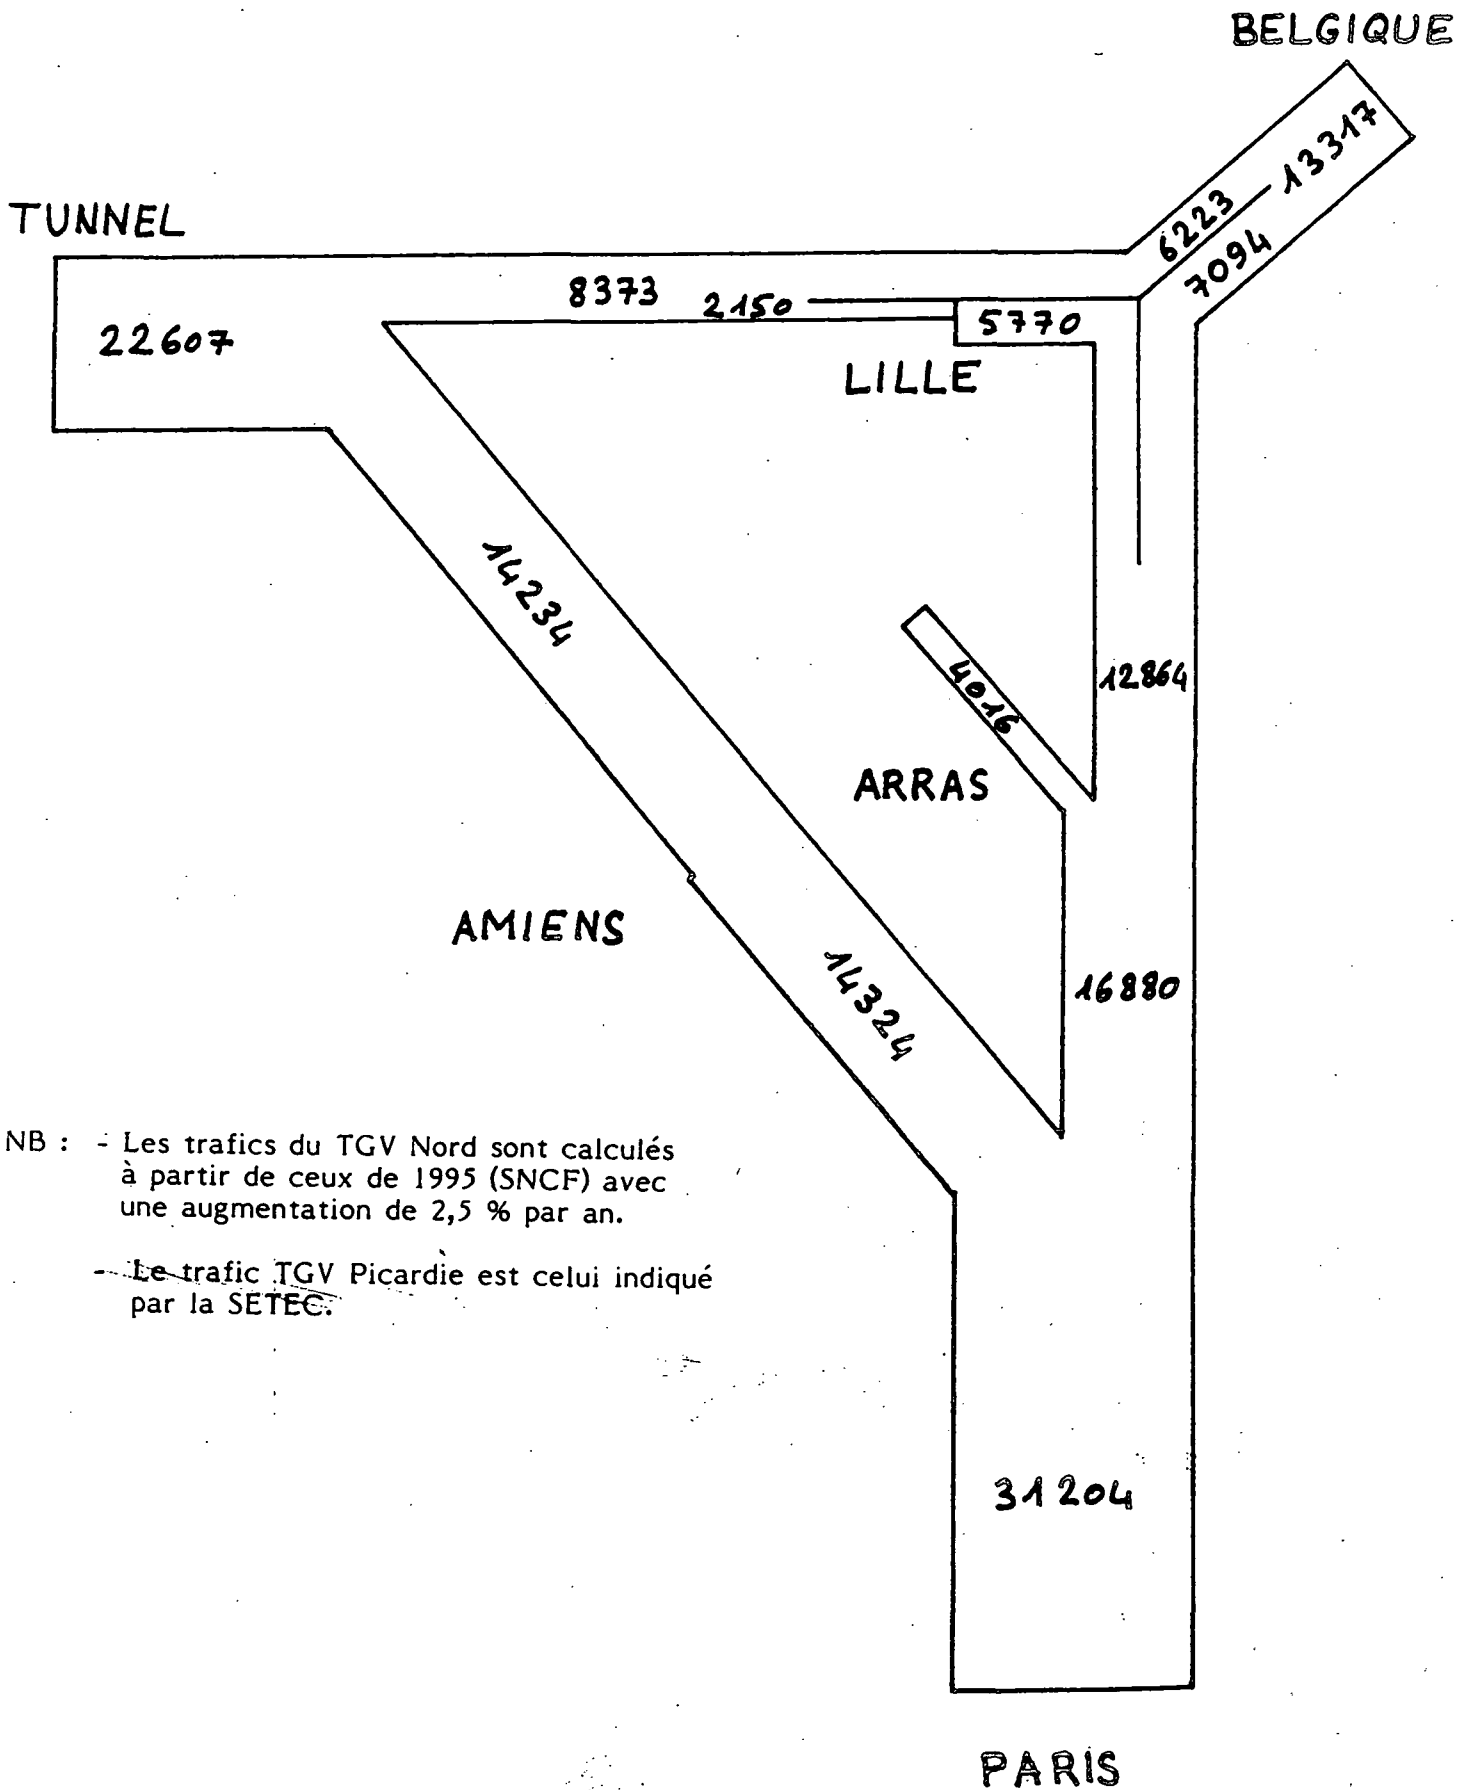 BELGIQUE
13317
6223
7094
TUNNEL
8373
2150
5770
22607
LILLE
14234
12864
4016
ARRAS
AMIENS
14324
16880
NB : - Les trafics du TGV Nord sont calculés
à partir de ceux de 1995 (SNCF) avec
une augmentation de 2,5 % par an.
- Le trafic TGV Picardie est celui indiqué
par la SETEC.
31204
PARIS